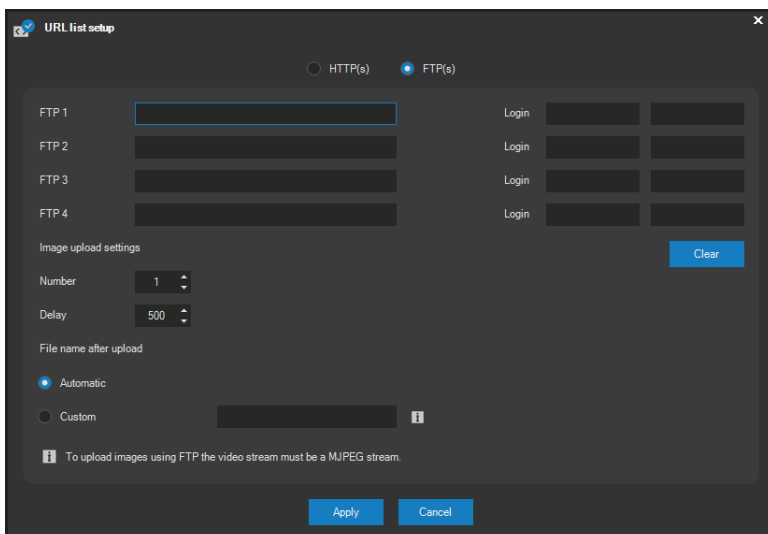 URL list setup
HTTP(s) FTP(s)
FTP 1 Login
FTP 2 Login
FTP 3 Login
FTP 4 Login
Image upload settings
Clear
Number 1
Delay 500
File name after upload
Automatic
Custom
To upload images using FTP the video stream must be a MJPEG stream.
Apply Cancel